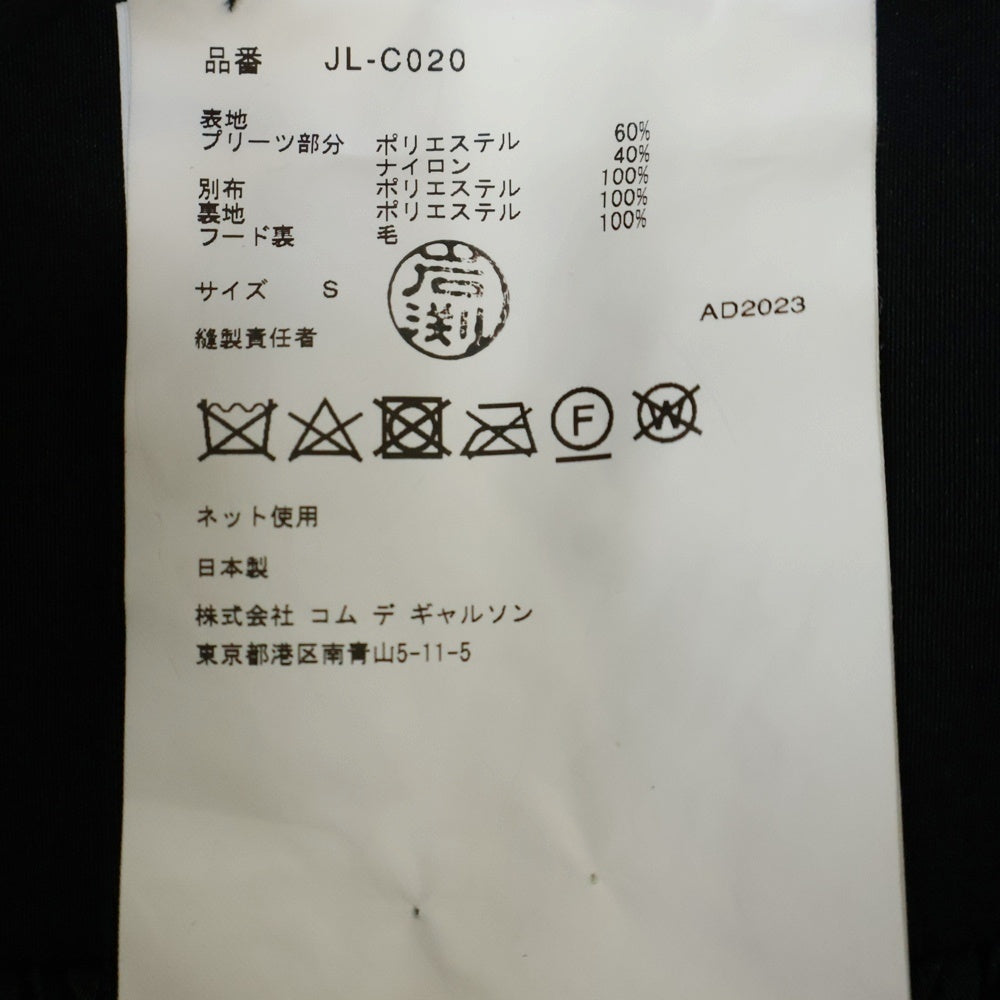 品番 JL-C020
表地
プリーツ部分 ポリエステル 60%
ナイロン 40%
別布 ポリエステル 100%
裏地 ポリエステル 100%
フード裏 毛 100%
サイズ S
岩渕
AD2023
縫製責任者
F W
ネット使用
日本製
株式会社 コム デ ギャルソン
東京都港区南青山5-11-5